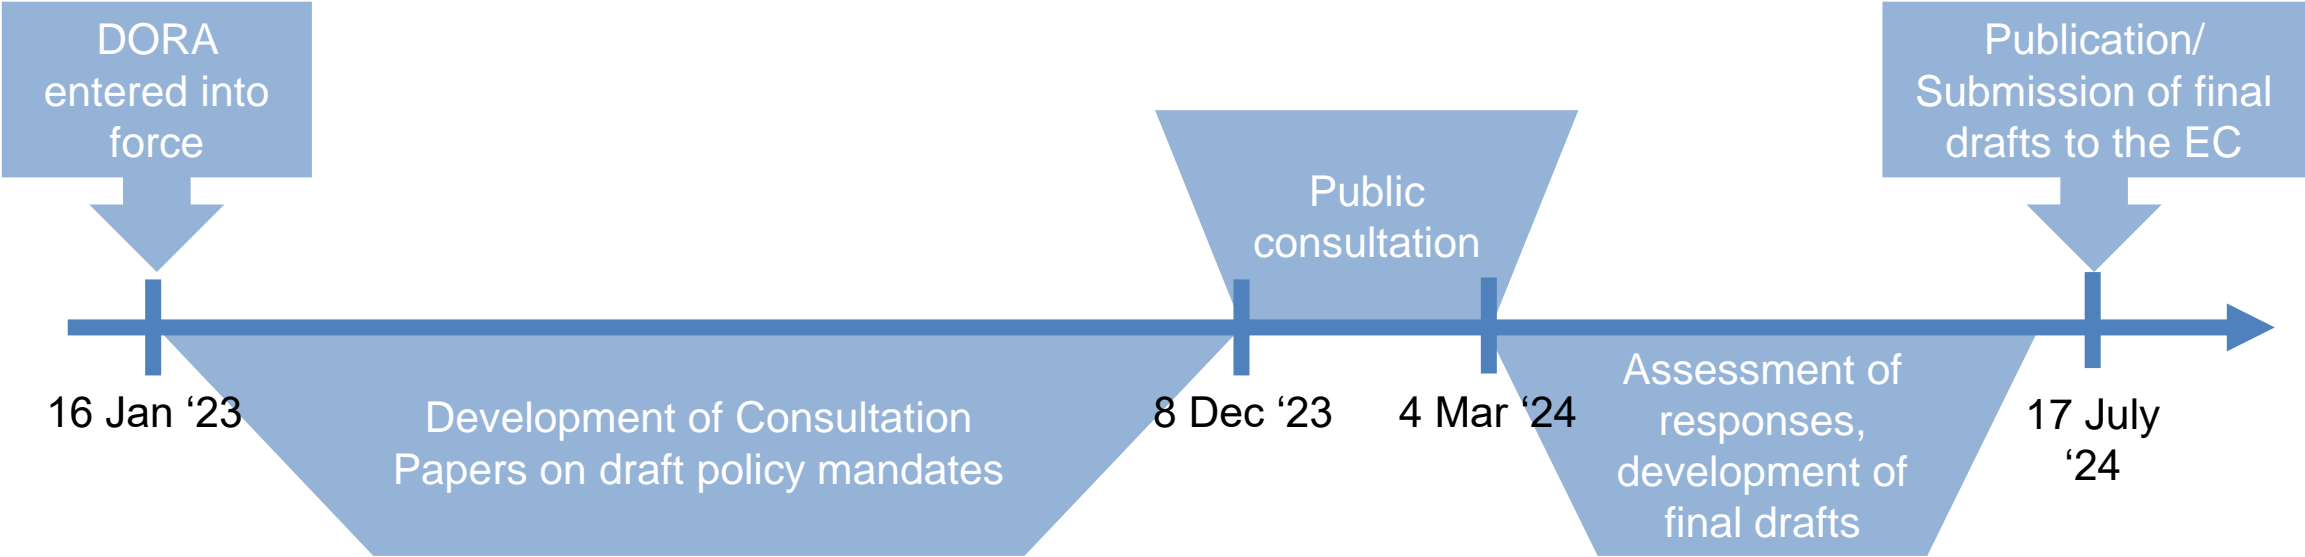 DORA
entered into
force
Publication/
Submission of final
drafts to the EC
Public
consultation
16 Jan ‘23
8 Dec ‘23
4 Mar ‘24
17 July
‘24
Development of Consultation
Papers on draft policy mandates
Assessment of
responses,
development of
final drafts